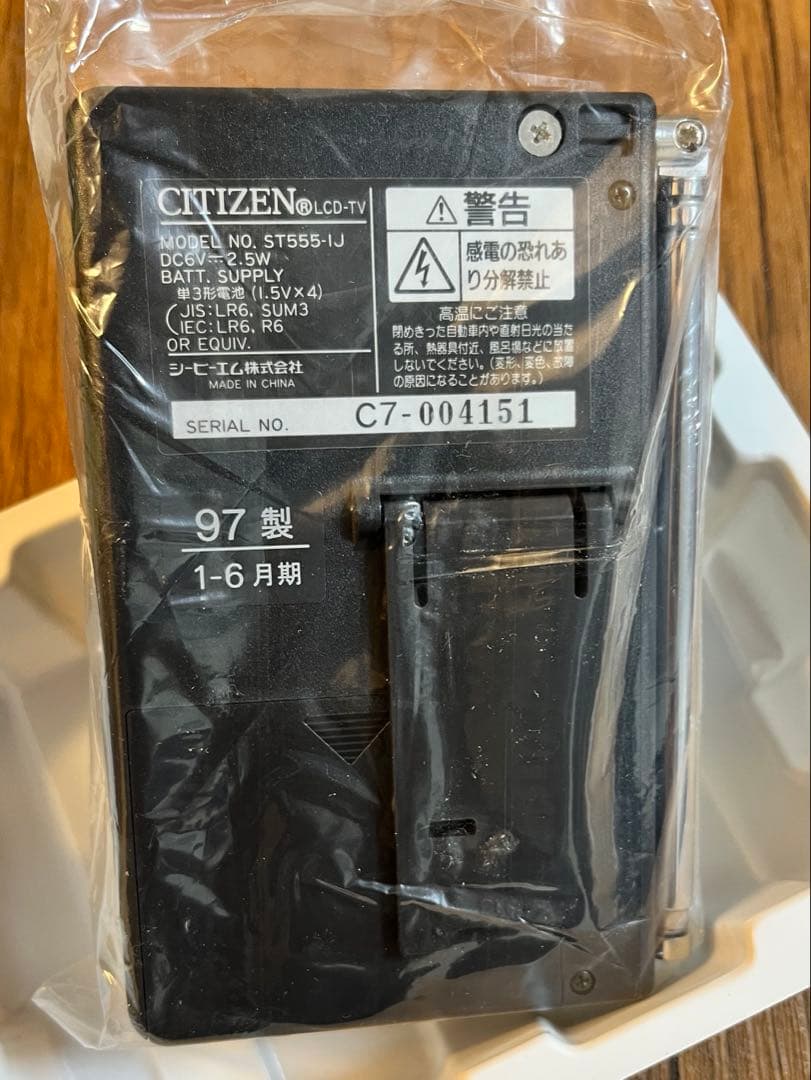 CITIZEN® LCD-TV
MODEL NO. ST555-1J
DC6V⎓2.5W
BATT. SUPPLY
単3形電池 (1.5V×4)
(JIS:LR6, SUM3
IEC:LR6, R6
OR EQUIV.
シービーエム株式会社
MADE IN CHINA
警告
感電の恐れあ
り分解禁止
高温にご注意
閉めきった自動車内や直射日光の当た
る所、熱器具付近、風呂場などに放置
しないでください。(変形、変色、故障
の原因になることがあります。)
SERIAL NO. C7-004151
97 製
1-6 月期